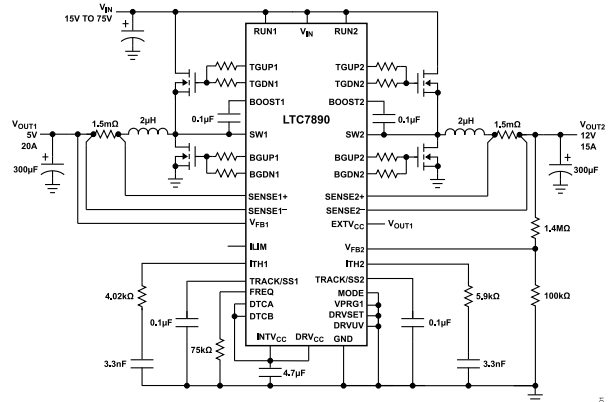 VIN
15V TO 75V
RUN1
VIN
RUN2
TGUP1
TGUP2
TGDN1
TGDN2
BOOST1
BOOST2
0.1µF
LTC7890
0.1µF
VOUT1
5V
20A
1.5mΩ
2µH
SW1
SW2
2µH
1.5mΩ
VOUT2
12V
15A
300µF
BGUP1
BGUP2
300µF
BGDN1
BGDN2
SENSE1+
SENSE2+
SENSE1−
SENSE2−
VFB1
EXTVCC
VOUT1
1.4MΩ
ILIM
VFB2
ITH1
ITH2
4.02kΩ
TRACK/SS1
TRACK/SS2
5.9kΩ
100kΩ
FREQ
MODE
DTCA
VPRG1
DTCB
DRVSET
0.1µF
DRVUV
0.1µF
75kΩ
INTVCC
DRVCC
GND
3.3nF
4.7µF
3.3nF